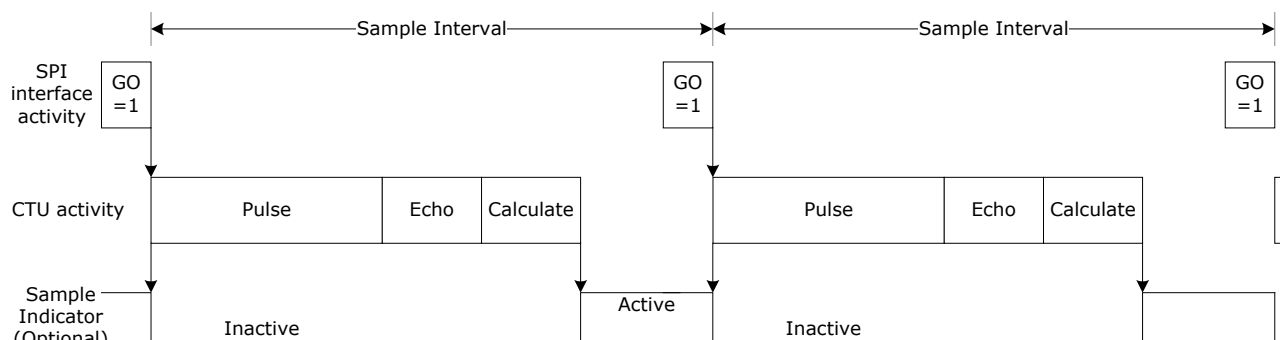 Sample Interval
Sample Interval
SPI
interface
activity
GO
=1
GO
=1
GO
=1
CTU activity
Pulse
Echo
Calculate
Pulse
Echo
Calculate
Sample
Indicator
(Optional)
Inactive
Active
Inactive